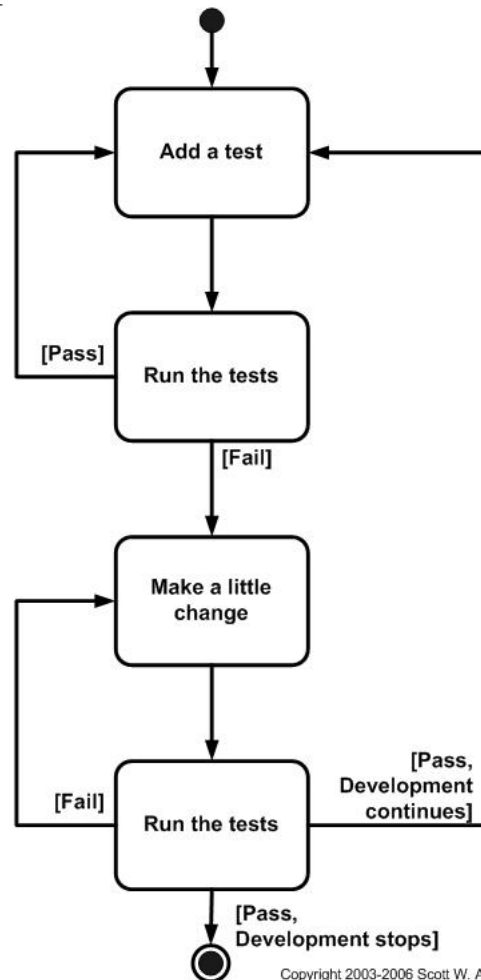 Add a test
[Pass]
Run the tests
[Fail]
Make a little
change
[Pass,
Development
continues]
[Fail]
Run the tests
[Pass,
Development stops]
Copyright 2003-2006 Scott W. A